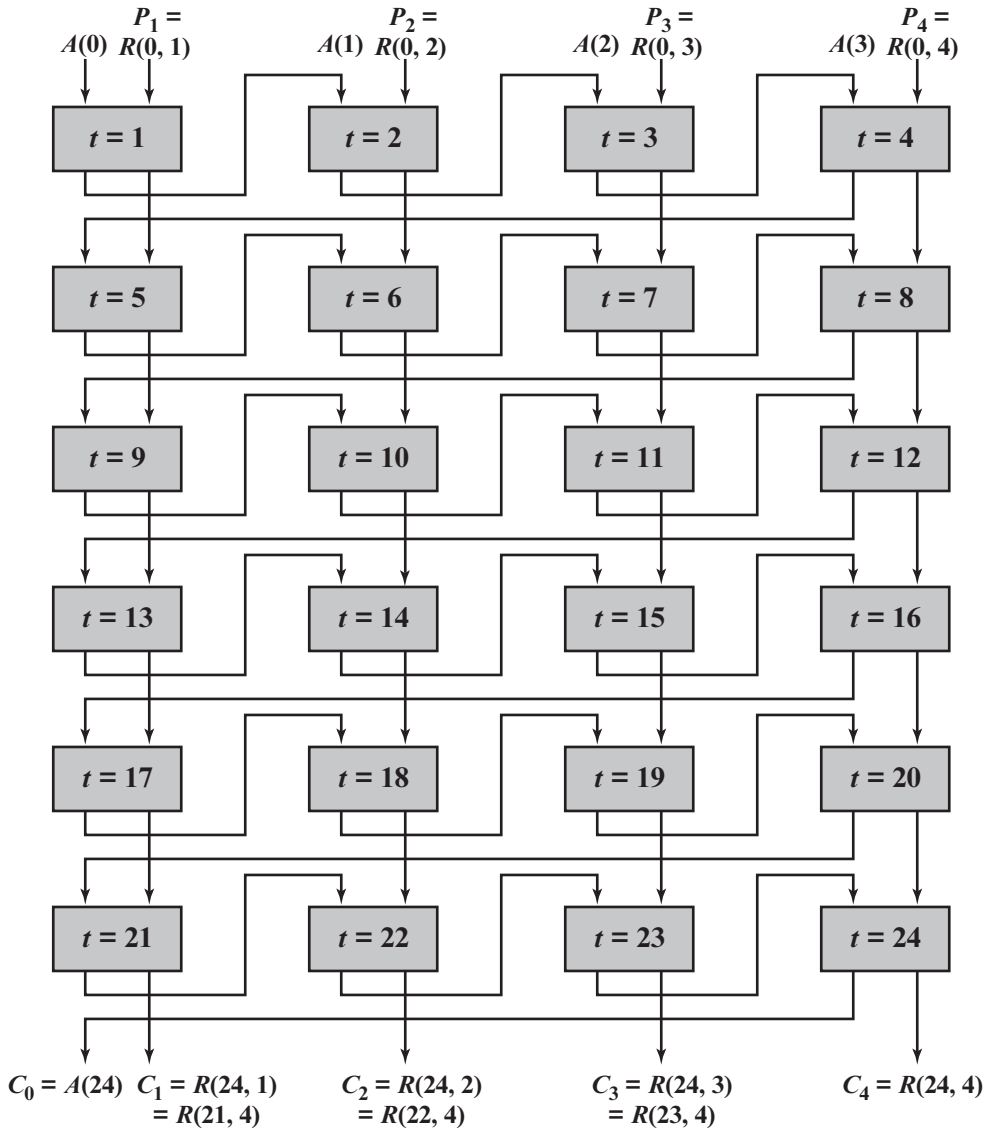 P₁ = P₂ = P₃ = P₄ =
A(0) R(0, 1) A(1) R(0, 2) A(2) R(0, 3) A(3) R(0, 4)
t = 1 t = 2 t = 3 t = 4
t = 5 t = 6 t = 7 t = 8
t = 9 t = 10 t = 11 t = 12
t = 13 t = 14 t = 15 t = 16
t = 17 t = 18 t = 19 t = 20
t = 21 t = 22 t = 23 t = 24
C₀ = A(24) C₁ = R(24, 1) C₂ = R(24, 2) C₃ = R(24, 3) C₄ = R(24, 4)
= R(21, 4) = R(22, 4) = R(23, 4)